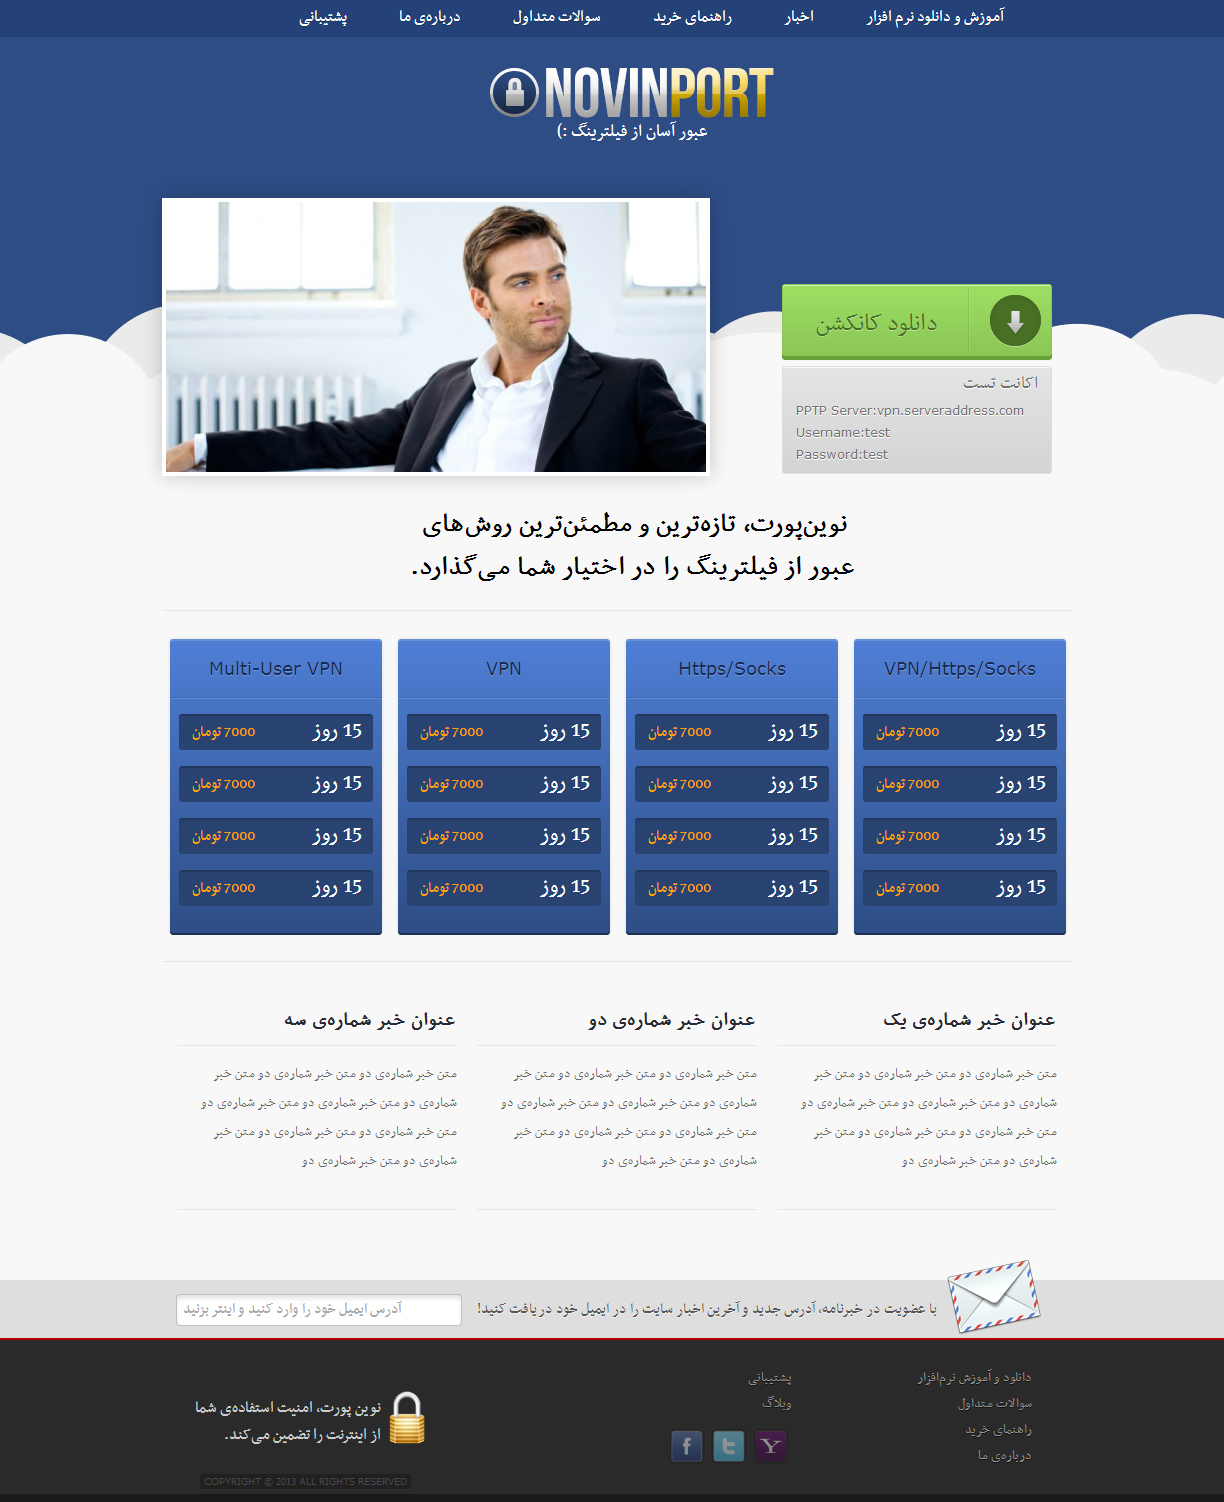 آموزش و دانلود نرم افزار
اخبار
راهنمای خرید
سوالات متداول
درباره‌ی ما
پشتیبانی
NOVINPORT
عبور آسان از فیلترینگ :)
دانلود کانکشن
اکانت تست
PPTP Server:vpn.serveraddress.com
Username:test
Password:test
نوین‌پورت، تازه‌ترین و مطمئن‌ترین روش‌های
عبور از فیلترینگ را در اختیار شما می‌گذارد.
VPN/Https/Socks
15 روز 7000 تومان
15 روز 7000 تومان
15 روز 7000 تومان
15 روز 7000 تومان
Https/Socks
15 روز 7000 تومان
15 روز 7000 تومان
15 روز 7000 تومان
15 روز 7000 تومان
VPN
15 روز 7000 تومان
15 روز 7000 تومان
15 روز 7000 تومان
15 روز 7000 تومان
Multi-User VPN
15 روز 7000 تومان
15 روز 7000 تومان
15 روز 7000 تومان
15 روز 7000 تومان
عنوان خبر شماره‌ی یک
متن خبر شماره‌ی دو متن خبر شماره‌ی دو متن خبر
شماره‌ی دو متن خبر شماره‌ی دو متن خبر شماره‌ی دو
متن خبر شماره‌ی دو متن خبر شماره‌ی دو متن خبر
شماره‌ی دو متن خبر شماره‌ی دو
عنوان خبر شماره‌ی دو
متن خبر شماره‌ی دو متن خبر شماره‌ی دو متن خبر
شماره‌ی دو متن خبر شماره‌ی دو متن خبر شماره‌ی دو
متن خبر شماره‌ی دو متن خبر شماره‌ی دو متن خبر
شماره‌ی دو متن خبر شماره‌ی دو
عنوان خبر شماره‌ی سه
متن خبر شماره‌ی دو متن خبر شماره‌ی دو متن خبر
شماره‌ی دو متن خبر شماره‌ی دو متن خبر شماره‌ی دو
متن خبر شماره‌ی دو متن خبر شماره‌ی دو متن خبر
شماره‌ی دو متن خبر شماره‌ی دو
با عضویت در خبرنامه، آدرس جدید و آخرین اخبار سایت را در ایمیل خود دریافت کنید!
آدرس ایمیل خود را وارد کنید و اینتر بزنید
دانلود و آموزش نرم‌افزار
سوالات متداول
راهنمای خرید
درباره‌ی ما
پشتیبانی
وبلاگ
Y
t
f
نوین پورت، امنیت استفاده‌ی شما
از اینترنت را تضمین می‌کند.
COPYRIGHT © 2013 ALL RIGHTS RESERVED